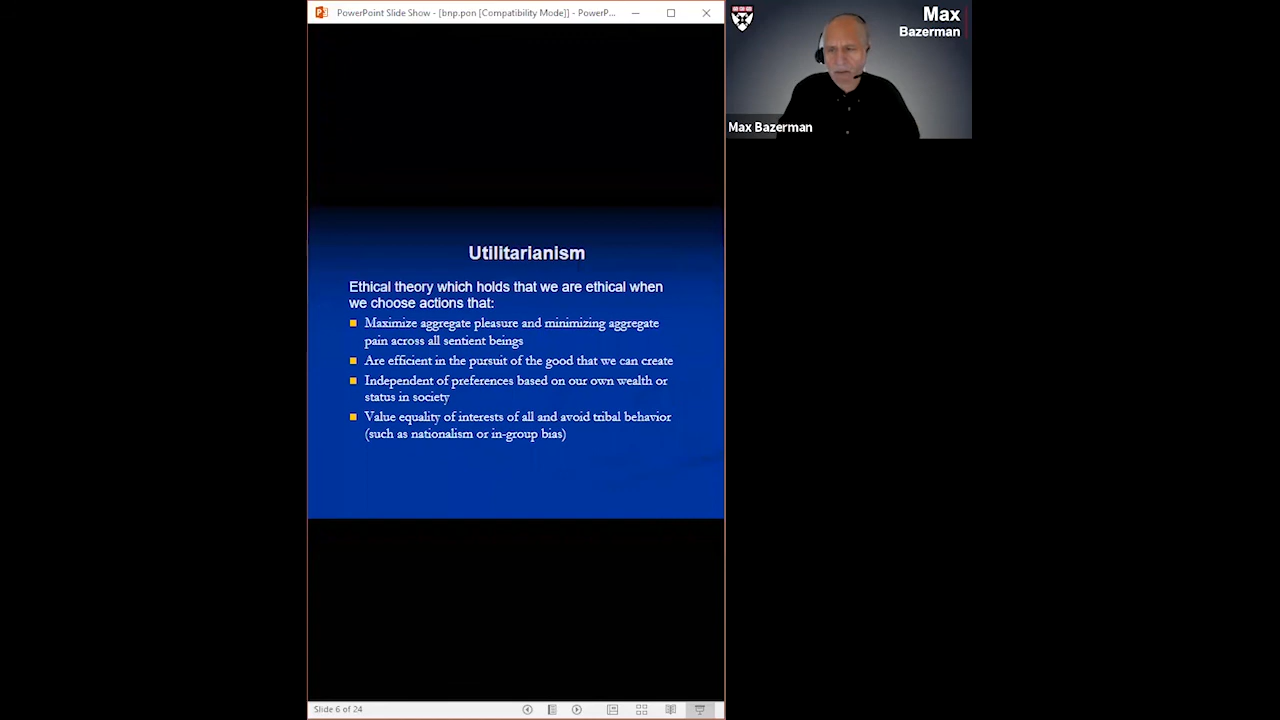 PowerPoint Slide Show - [bnp.pon [Compatibility Mode]] - PowerP...
Max
Bazerman
Max Bazerman
Utilitarianism
Ethical theory which holds that we are ethical when
we choose actions that:
Maximize aggregate pleasure and minimizing aggregate
pain across all sentient beings
Are efficient in the pursuit of the good that we can create
Independent of preferences based on our own wealth or
status in society
Value equality of interests of all and avoid tribal behavior
(such as nationalism or in-group bias)
Slide 6 of 24